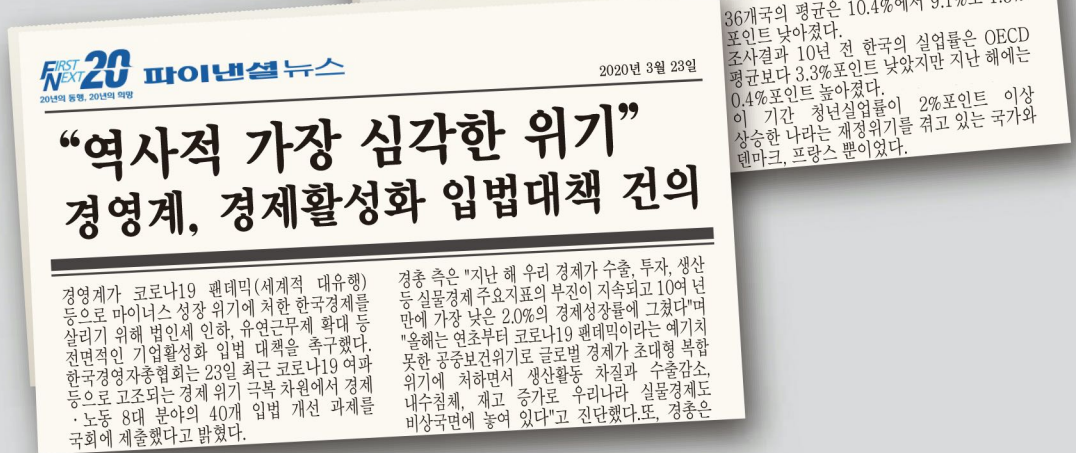 FIRST
NEXT 20
20년의 동행, 20년의 희망
파이낸셜뉴스
2020년 3월 23일
“역사적 가장 심각한 위기”
경영계, 경제활성화 입법대책 건의
경영계가 코로나19 팬데믹(세계적 대유행)
등으로 마이너스 성장 위기에 처한 한국경제를
살리기 위해 법인세 인하, 유연근무제 확대 등
전면적인 기업활성화 입법 대책을 촉구했다.
한국경영자총협회는 23일 최근 코로나19 여파
등으로 고조되는 경제 위기 극복 차원에서 경제
·노동 8대 분야의 40개 입법 개선 과제를
국회에 제출했다고 밝혔다.
경총 측은 "지난 해 우리 경제가 수출, 투자, 생산
등 실물경제 주요지표의 부진이 지속되고 10여 년
만에 가장 낮은 2.0%의 경제성장률에 그쳤다"며
"올해는 연초부터 코로나19 팬데믹이라는 예기치
못한 공중보건위기로 글로벌 경제가 초대형 복합
위기에 처하면서 생산활동 차질과 수출감소,
내수침체, 재고 증가로 우리나라 실물경제도
비상국면에 놓여 있다"고 진단했다.또, 경총은
36개국의 평균은 10.4%에서 9.1%로
포인트 낮아졌다.
조사결과 10년 전 한국의 실업률은 OECD
평균보다 3.3%포인트 낮았지만 지난 해에는
0.4%포인트 높아졌다.
이 기간 청년실업률이 2%포인트 이상
상승한 나라는 재정위기를 겪고 있는 국가와
덴마크, 프랑스 뿐이었다.